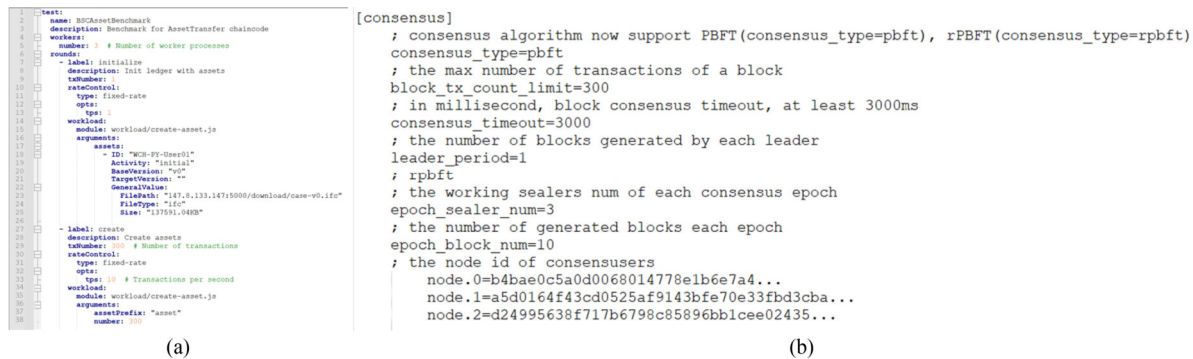 test:
name: BSCAssetBenchmark
description: Benchmark for AssetTransfer chaincode
workers:
number: 3 # Number of worker processes
rounds:
- label: initialize
description: Init ledger with assets
txNumber: 1
rateControl:
type: fixed-rate
opts:
tps: 1
workload:
module: workload/create-asset.js
arguments:
assets:
- ID: "WCH-PY-User01"
Activity: "initial"
BaseVersion: "v0"
TargetVersion: ""
GeneralValue:
FilePath: "147.8.133.147:5000/download/case-v0.ifc"
FileType: "ifc"
Size: "137591.04KB"
- label: create
description: Create assets
txNumber: 300 # Number of transactions
rateControl:
type: fixed-rate
opts:
tps: 10 # Transactions per second
workload:
module: workload/create-asset.js
arguments:
assetPrefix: "asset"
number: 300
(a)
[consensus]
; consensus algorithm now support PBFT(consensus_type=pbft), rPBFT(consensus_type=rpbft)
consensus_type=pbft
; the max number of transactions of a block
block_tx_count_limit=300
; in millisecond, block consensus timeout, at least 3000ms
consensus_timeout=3000
; the number of blocks generated by each leader
leader_period=1
; rpbft
; the working sealers num of each consensus epoch
epoch_sealer_num=3
; the number of generated blocks each epoch
epoch_block_num=10
; the node id of consensusers
node.0=b4bae0c5a0d0068014778e1b6e7a4...
node.1=a5d0164f43cd0525af9143bfe70e33fbd3cba...
node.2=d24995638f717b6798c85896bb1cee02435...
(b)